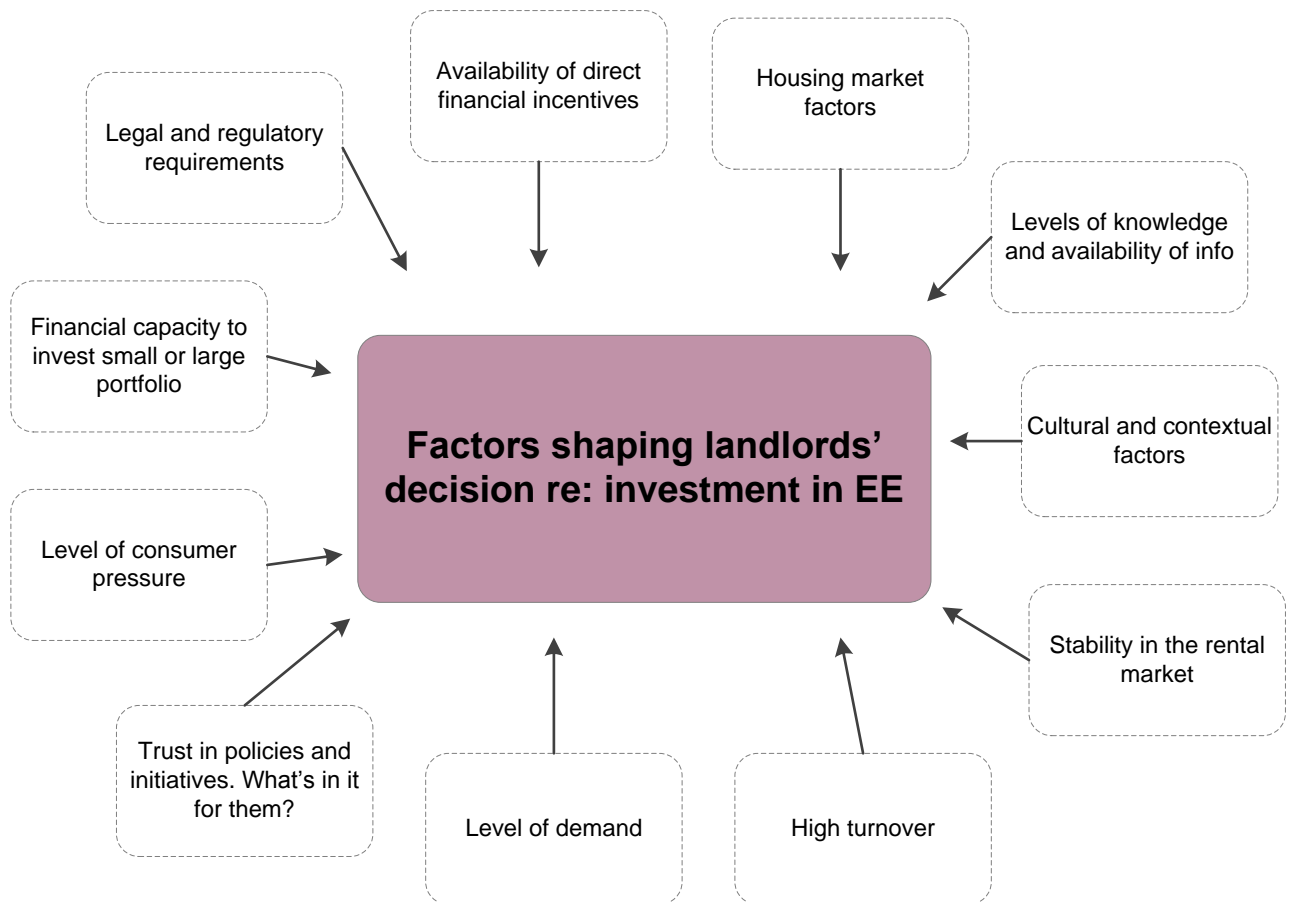 Availability of direct
financial incentives
Housing market
factors
Legal and regulatory
requirements
Levels of knowledge
and availability of info
Financial capacity to
invest small or large
portfolio
Cultural and contextual
factors
Factors shaping landlords’
decision re: investment in EE
Level of consumer
pressure
Stability in the rental
market
Trust in policies and
initiatives. What’s in it
for them?
Level of demand
High turnover